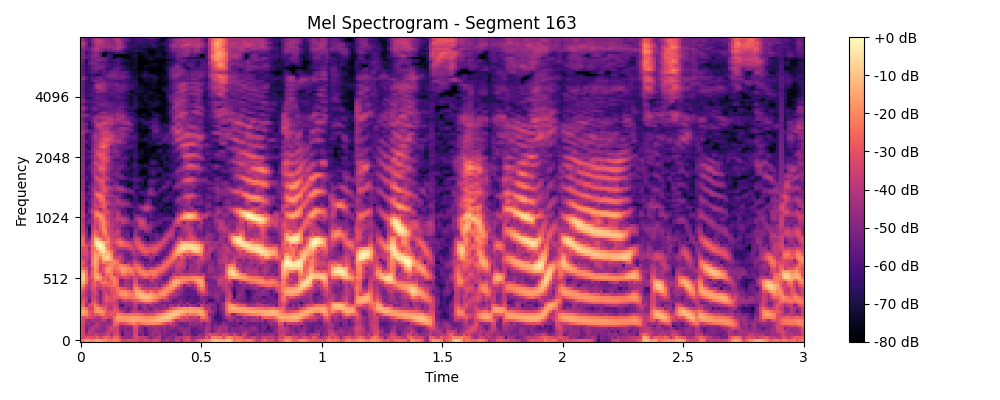 Mel Spectrogram - Segment 163
Frequency
4096
2048
1024
512
0
0
0.5
1
1.5
2
2.5
3
Time
+0 dB
-10 dB
-20 dB
-30 dB
-40 dB
-50 dB
-60 dB
-70 dB
-80 dB